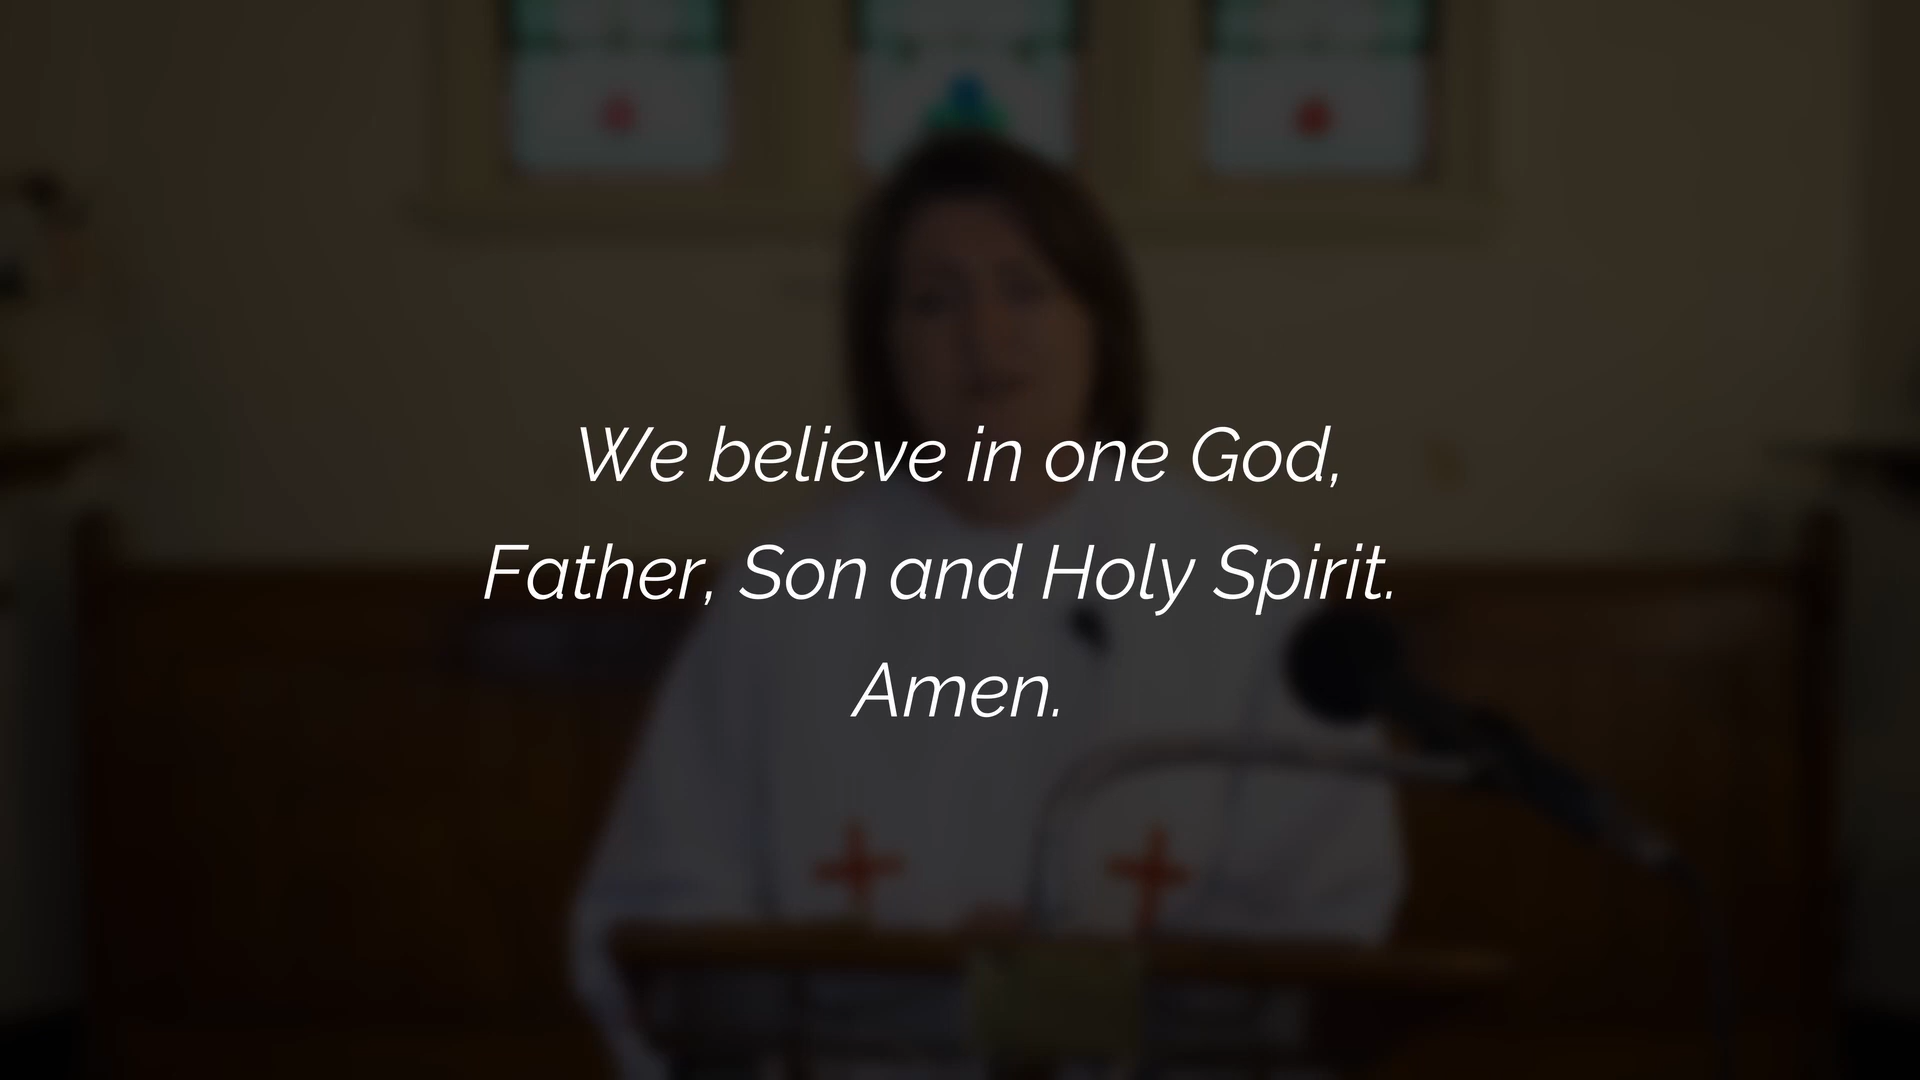 We believe in one God,
Father, Son and Holy Spirit.
Amen.